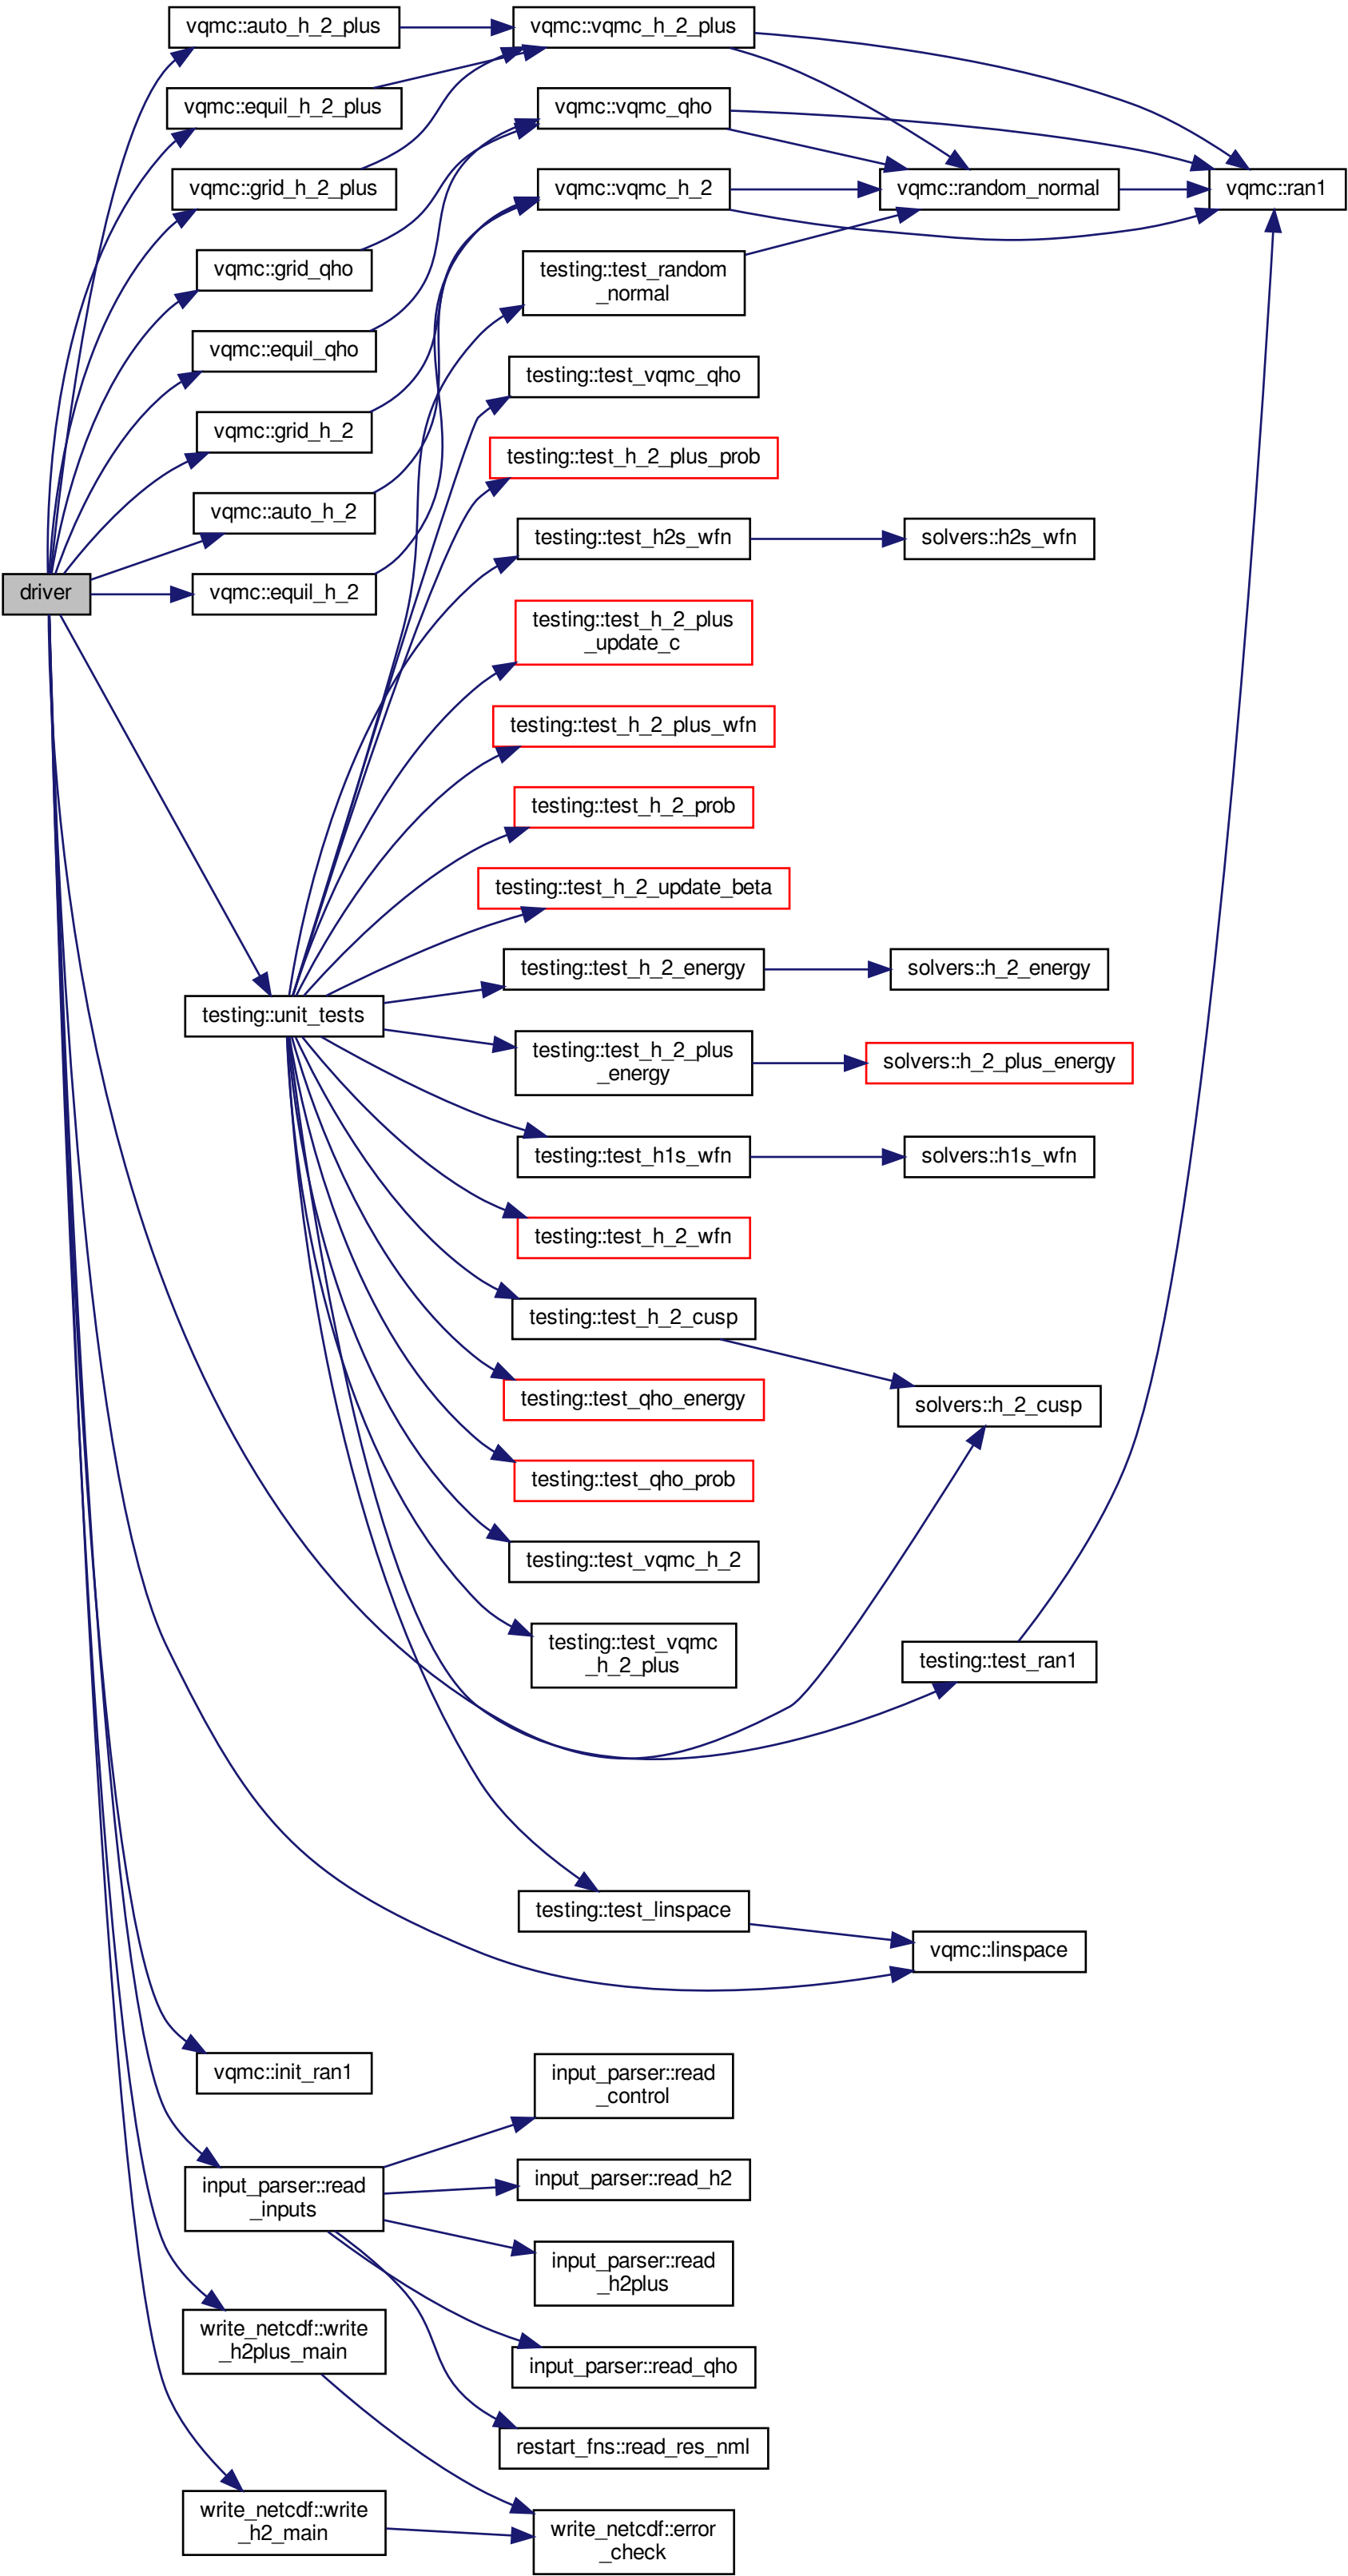 vqmc::auto_h_2_plus
vqmc::vqmc_h_2_plus
vqmc::equil_h_2_plus
vqmc::vqmc_qho
vqmc::grid_h_2_plus
vqmc::vqmc_h_2
vqmc::random_normal
vqmc::ran1
vqmc::grid_qho
testing::test_random
_normal
vqmc::equil_qho
testing::test_vqmc_qho
vqmc::grid_h_2
testing::test_h_2_plus_prob
vqmc::auto_h_2
testing::test_h2s_wfn
solvers::h2s_wfn
driver
vqmc::equil_h_2
testing::test_h_2_plus
_update_c
testing::test_h_2_plus_wfn
testing::test_h_2_prob
testing::test_h_2_update_beta
testing::test_h_2_energy
solvers::h_2_energy
testing::unit_tests
testing::test_h_2_plus
_energy
solvers::h_2_plus_energy
testing::test_h1s_wfn
solvers::h1s_wfn
testing::test_h_2_wfn
testing::test_h_2_cusp
testing::test_qho_energy
solvers::h_2_cusp
testing::test_qho_prob
testing::test_vqmc_h_2
testing::test_vqmc
_h_2_plus
testing::test_ran1
testing::test_linspace
vqmc::linspace
vqmc::init_ran1
input_parser::read
_control
input_parser::read
_inputs
input_parser::read_h2
input_parser::read
_h2plus
write_netcdf::write
_h2plus_main
input_parser::read_qho
restart_fns::read_res_nml
write_netcdf::write
_h2_main
write_netcdf::error
_check